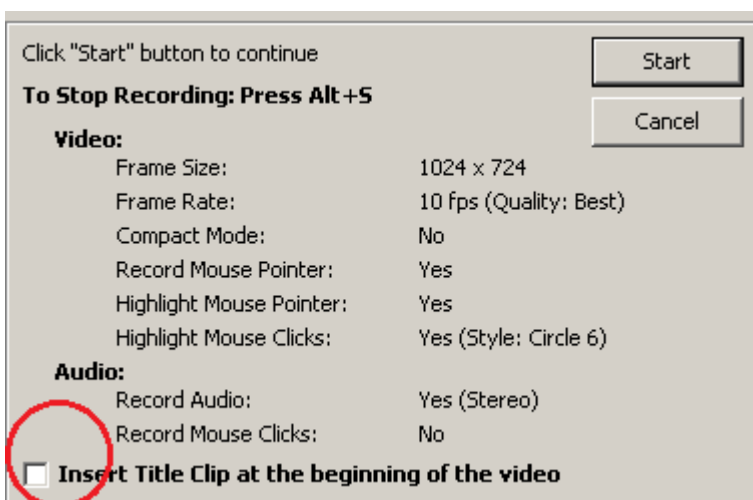 Click "Start" button to continue
Start
To Stop Recording: Press Alt+S
Cancel
Video:
Frame Size: 1024 x 724
Frame Rate: 10 fps (Quality: Best)
Compact Mode: No
Record Mouse Pointer: Yes
Highlight Mouse Pointer: Yes
Highlight Mouse Clicks: Yes (Style: Circle 6)
Audio:
Record Audio: Yes (Stereo)
Record Mouse Clicks: No
Insert Title Clip at the beginning of the video